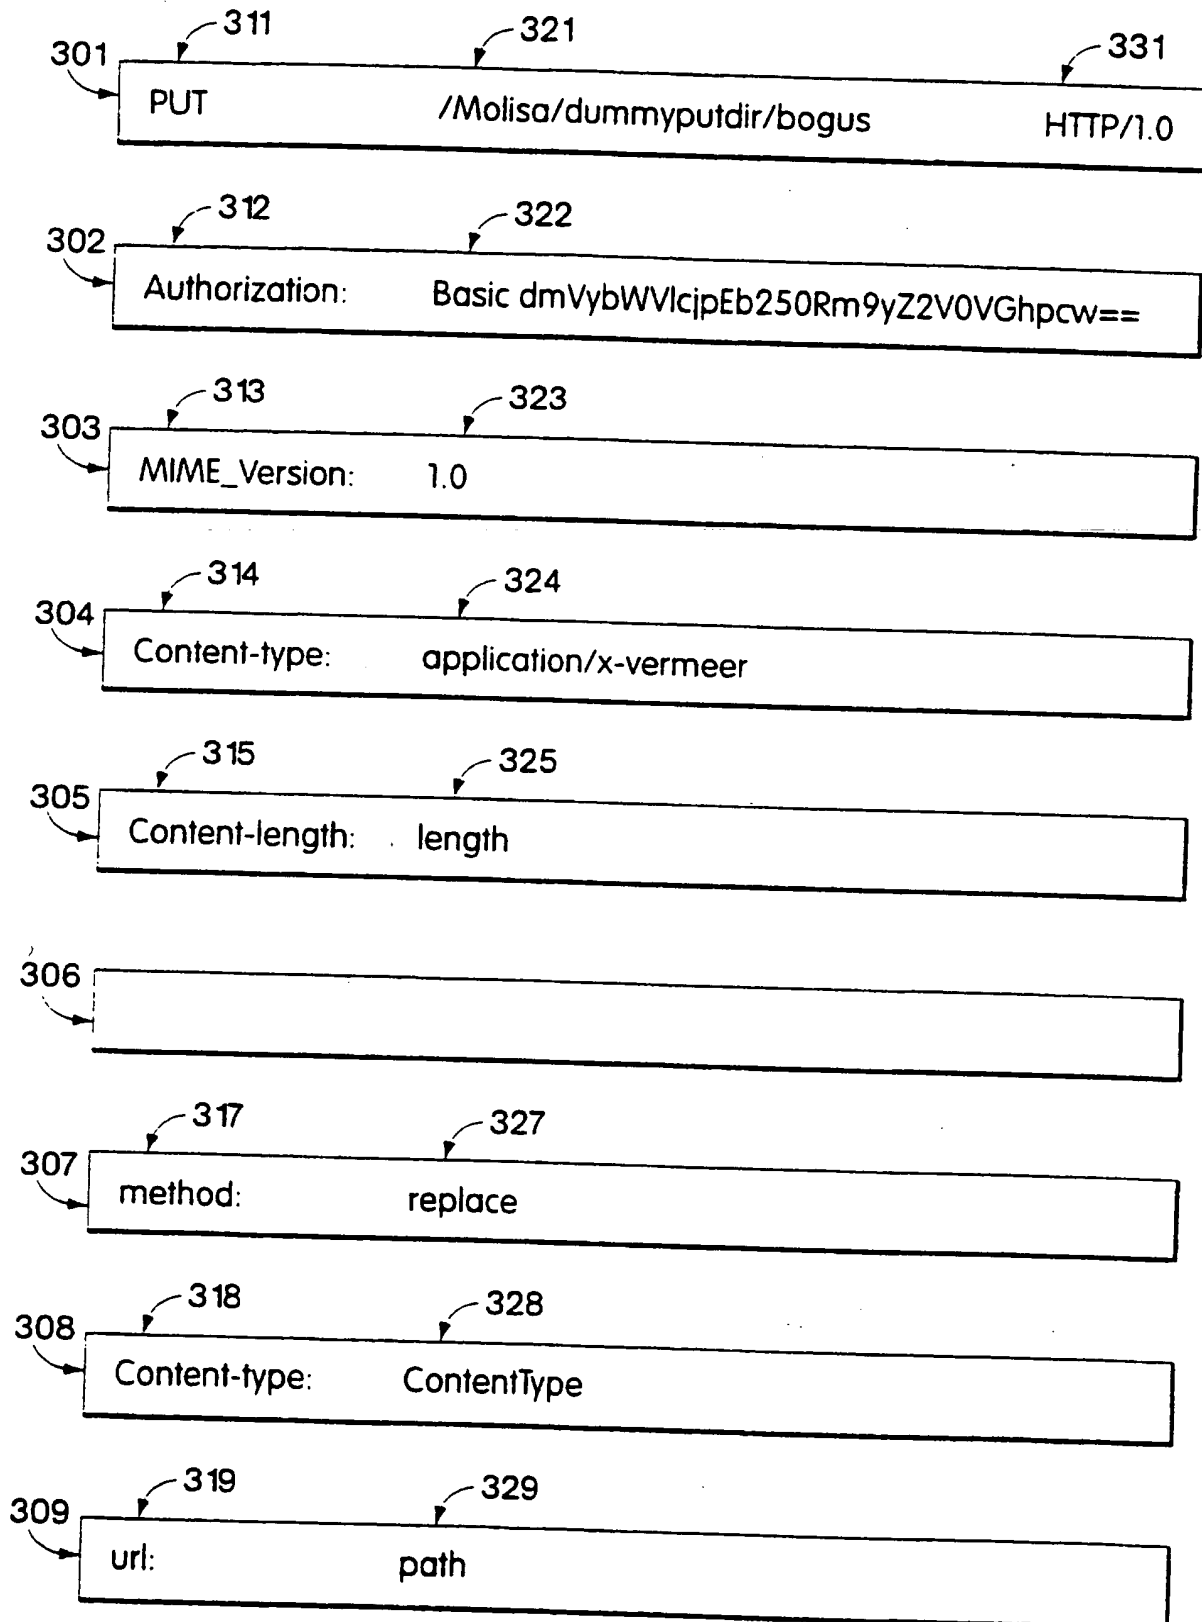 311 321 331
301
PUT /Molisa/dummyputdir/bogus HTTP/1.0
312 322
302
Authorization: Basic dmVybWVlcjpEb250Rm9yZ2V0VGhpcw==
313 323
303
MIME_Version: 1.0
314 324
304
Content-type: application/x-vermeer
315 325
305
Content-length: length
306
317 327
307
method: replace
318 328
308
Content-type: ContentType
319 329
309
url: path